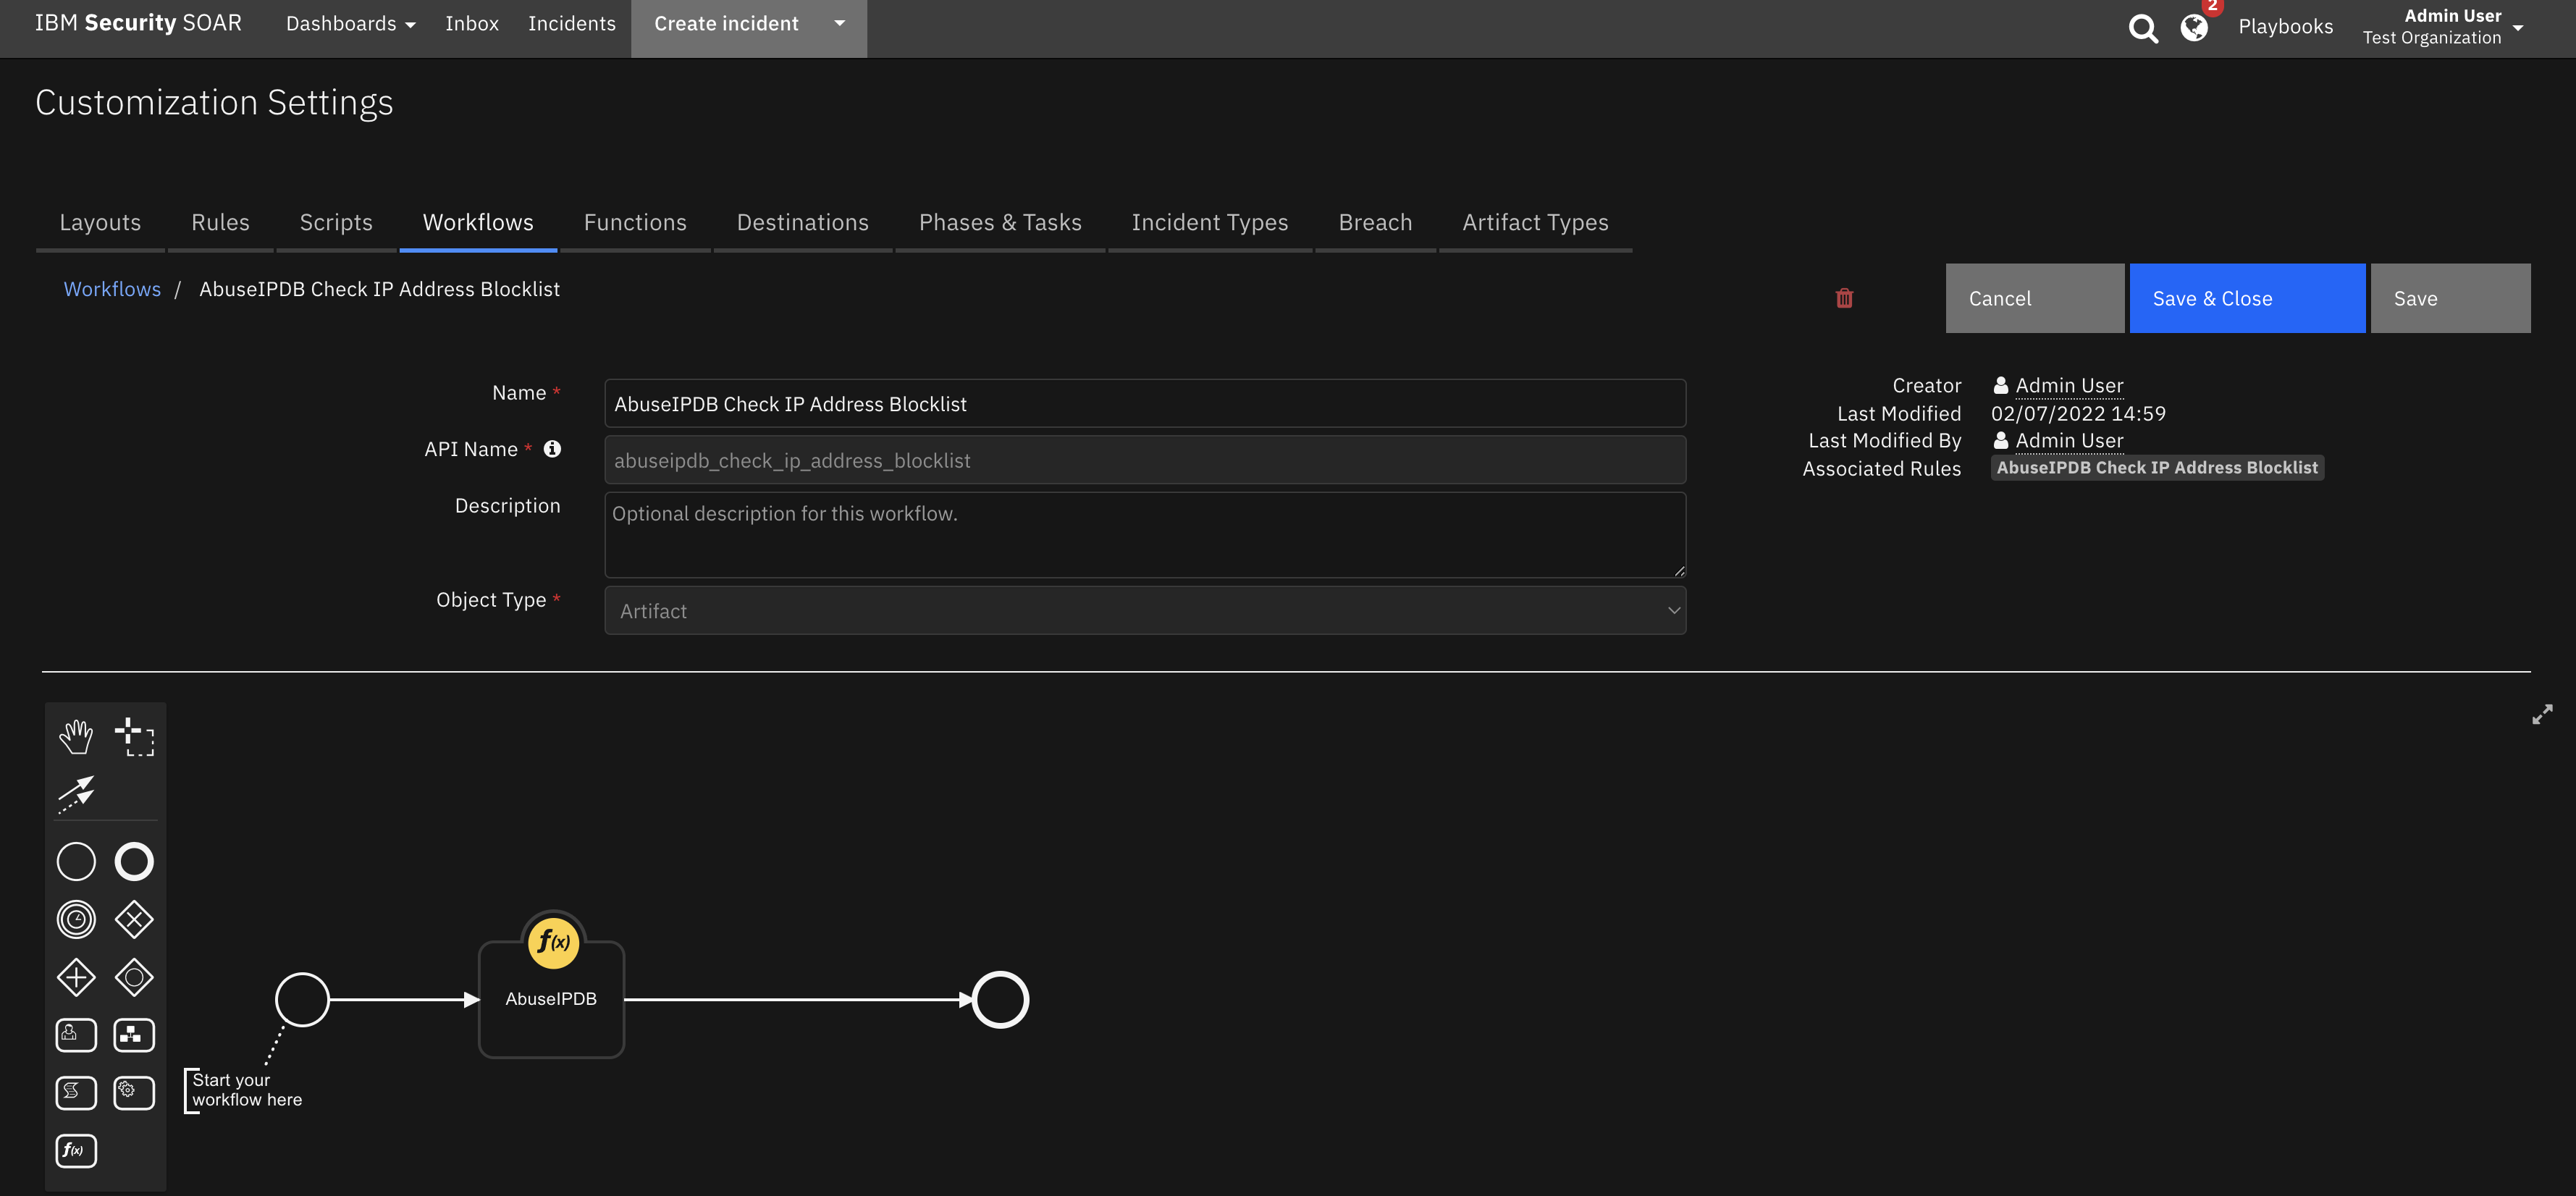 IBM Security SOAR Dashboards Inbox Incidents Create incident 2 Playbooks Admin User
Test Organization
Customization Settings
Layouts Rules Scripts Workflows Functions Destinations Phases & Tasks Incident Types Breach Artifact Types
Workflows / AbuseIPDB Check IP Address Blocklist Cancel Save & Close Save
Name * AbuseIPDB Check IP Address Blocklist
API Name * abuseipdb_check_ip_address_blocklist
Description Optional description for this workflow.
Object Type * Artifact
Creator Admin User
Last Modified 02/07/2022 14:59
Last Modified By Admin User
Associated Rules AbuseIPDB Check IP Address Blocklist
f(x)
AbuseIPDB
Start your
workflow here
f(x)